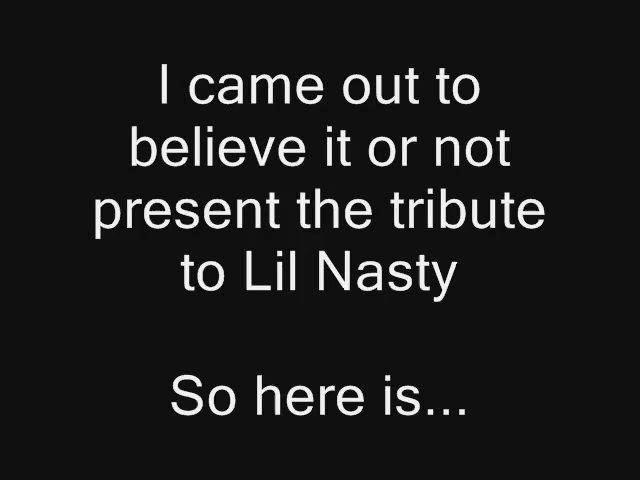 I came out to
believe it or not
present the tribute
to Lil Nasty
So here is...